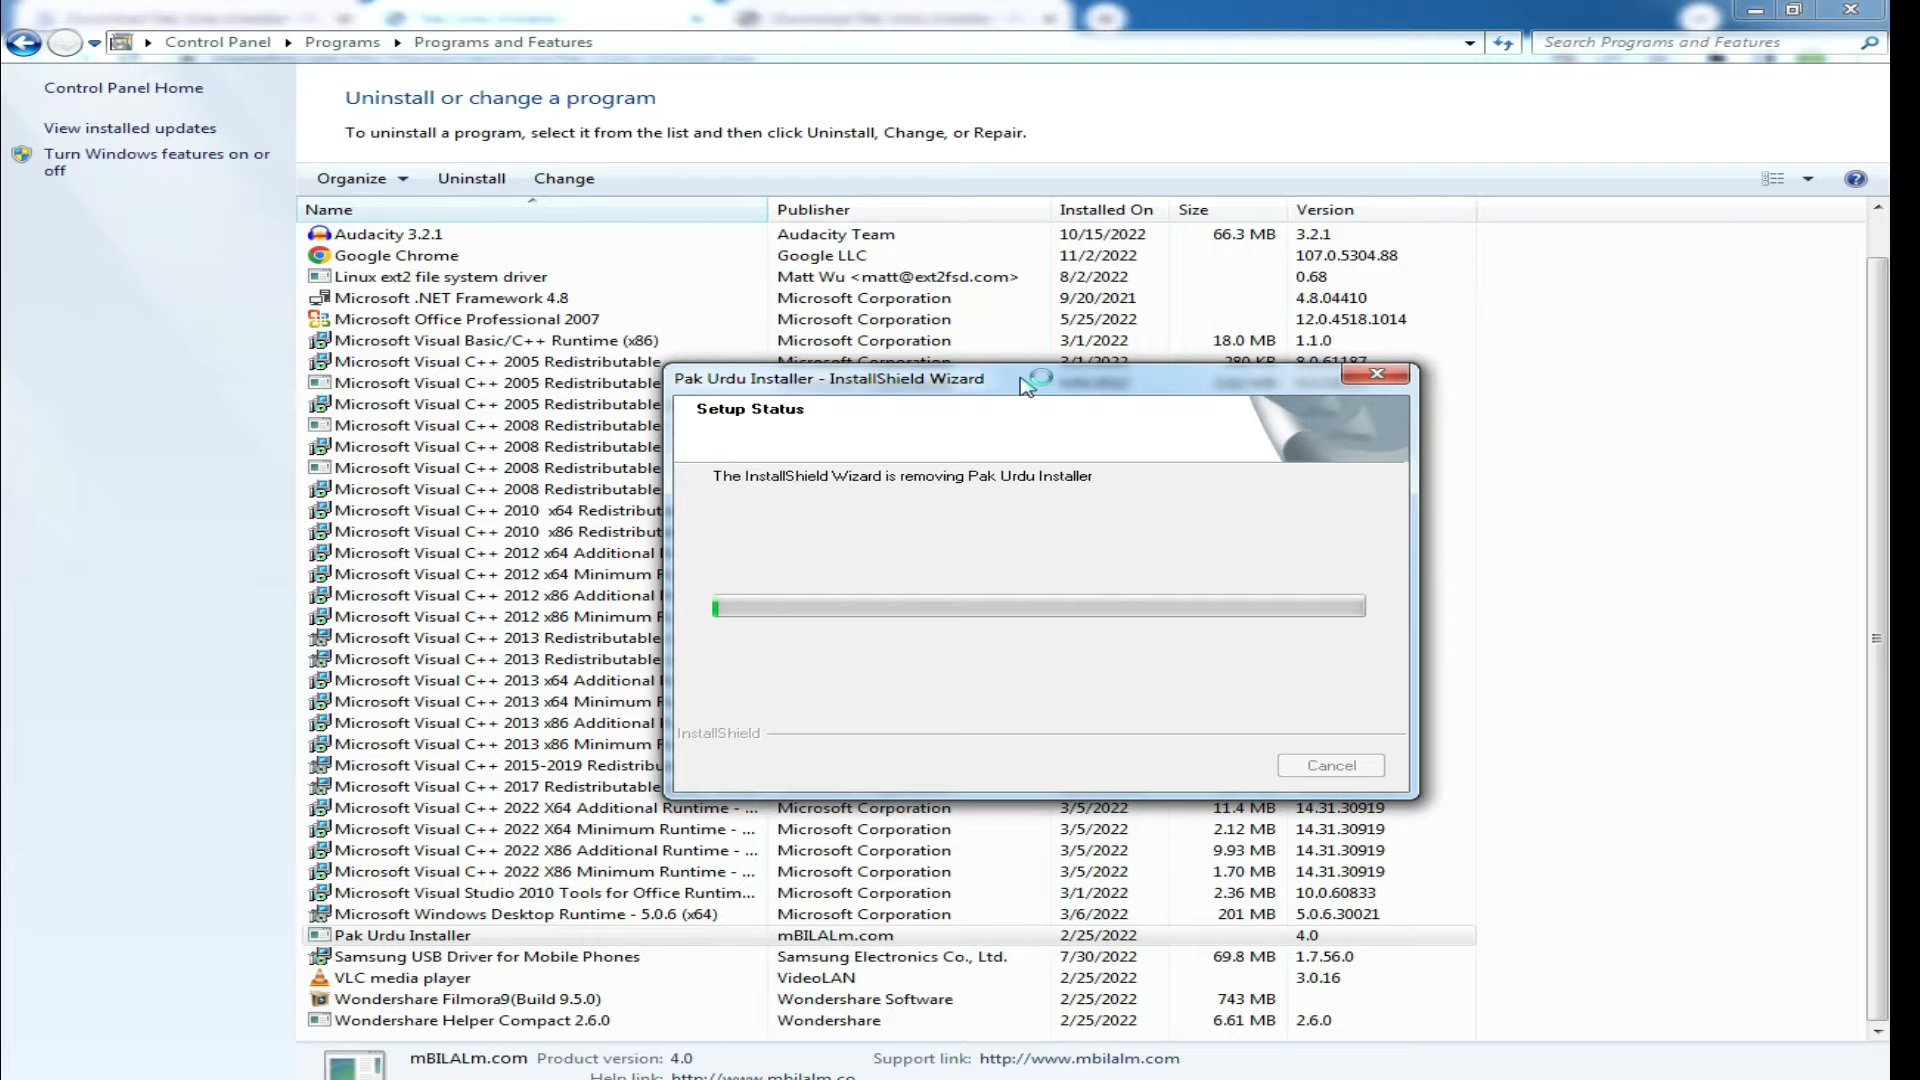 Control Panel ▸ Programs ▸ Programs and Features
Search Programs and Features
Control Panel Home
View installed updates
Turn Windows features on or
off
Uninstall or change a program
To uninstall a program, select it from the list and then click Uninstall, Change, or Repair.
Organize Uninstall Change
Name Publisher Installed On Size Version
Audacity 3.2.1 Audacity Team 10/15/2022 66.3 MB 3.2.1
Google Chrome Google LLC 11/2/2022 107.0.5304.88
Linux ext2 file system driver Matt Wu <matt@ext2fsd.com> 8/2/2022 0.68
Microsoft .NET Framework 4.8 Microsoft Corporation 9/20/2021 4.8.04410
Microsoft Office Professional 2007 Microsoft Corporation 5/25/2022 12.0.4518.1014
Microsoft Visual Basic/C++ Runtime (x86) Microsoft Corporation 3/1/2022 18.0 MB 1.1.0
Microsoft Visual C++ 2005 Redistributable
Microsoft Visual C++ 2005 Redistributable
Microsoft Visual C++ 2005 Redistributable
Microsoft Visual C++ 2008 Redistributable
Microsoft Visual C++ 2008 Redistributable
Microsoft Visual C++ 2008 Redistributable
Microsoft Visual C++ 2008 Redistributable
Microsoft Visual C++ 2010 x64 Redistribut
Microsoft Visual C++ 2010 x86 Redistribut
Microsoft Visual C++ 2012 x64 Additional
Microsoft Visual C++ 2012 x64 Minimum
Microsoft Visual C++ 2012 x86 Additional
Microsoft Visual C++ 2012 x86 Minimum
Microsoft Visual C++ 2013 Redistributable
Microsoft Visual C++ 2013 Redistributable
Microsoft Visual C++ 2013 x64 Additional
Microsoft Visual C++ 2013 x64 Minimum
Microsoft Visual C++ 2013 x86 Additional
Microsoft Visual C++ 2013 x86 Minimum
Microsoft Visual C++ 2015-2019 Redistribu
Microsoft Visual C++ 2017 Redistributable
Pak Urdu Installer - InstallShield Wizard
Setup Status
The InstallShield Wizard is removing Pak Urdu Installer
InstallShield
Cancel
Microsoft Visual C++ 2022 X64 Additional Runtime - ... Microsoft Corporation 3/5/2022 11.4 MB 14.31.30919
Microsoft Visual C++ 2022 X64 Minimum Runtime - ... Microsoft Corporation 3/5/2022 2.12 MB 14.31.30919
Microsoft Visual C++ 2022 X86 Additional Runtime - ... Microsoft Corporation 3/5/2022 9.93 MB 14.31.30919
Microsoft Visual C++ 2022 X86 Minimum Runtime - ... Microsoft Corporation 3/5/2022 1.70 MB 14.31.30919
Microsoft Visual Studio 2010 Tools for Office Runtim... Microsoft Corporation 3/1/2022 2.36 MB 10.0.60833
Microsoft Windows Desktop Runtime - 5.0.6 (x64) Microsoft Corporation 3/6/2022 201 MB 5.0.6.30021
Pak Urdu Installer mBILALm.com 2/25/2022 4.0
Samsung USB Driver for Mobile Phones Samsung Electronics Co., Ltd. 7/30/2022 69.8 MB 1.7.56.0
VLC media player VideoLAN 2/25/2022 3.0.16
Wondershare Filmora9(Build 9.5.0) Wondershare Software 2/25/2022 743 MB
Wondershare Helper Compact 2.6.0 Wondershare 2/25/2022 6.61 MB 2.6.0
mBILALm.com Product version: 4.0 Support link: http://www.mbilalm.com
Help link: http://www.mbilalm.co